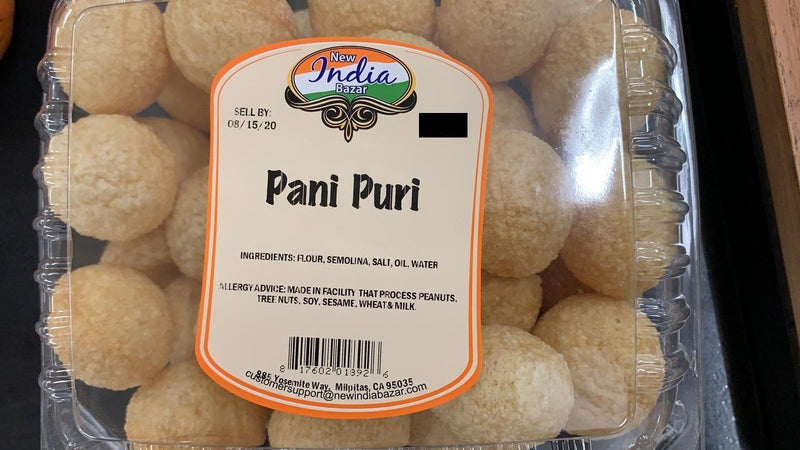 New
India
Bazar
SELL BY:
08/15/20
Pani Puri
INGREDIENTS: FLOUR, SEMOLINA, SALT, OIL, WATER
ALLERGY ADVICE: MADE IN FACILITY THAT PROCESS PEANUTS.
TREE NUTS, SOY, SESAME, WHEAT & MILK.
8 17602 01392 6
885 Yosemite Way, Milpitas, CA 95035
customersupport@newindiabazar.com